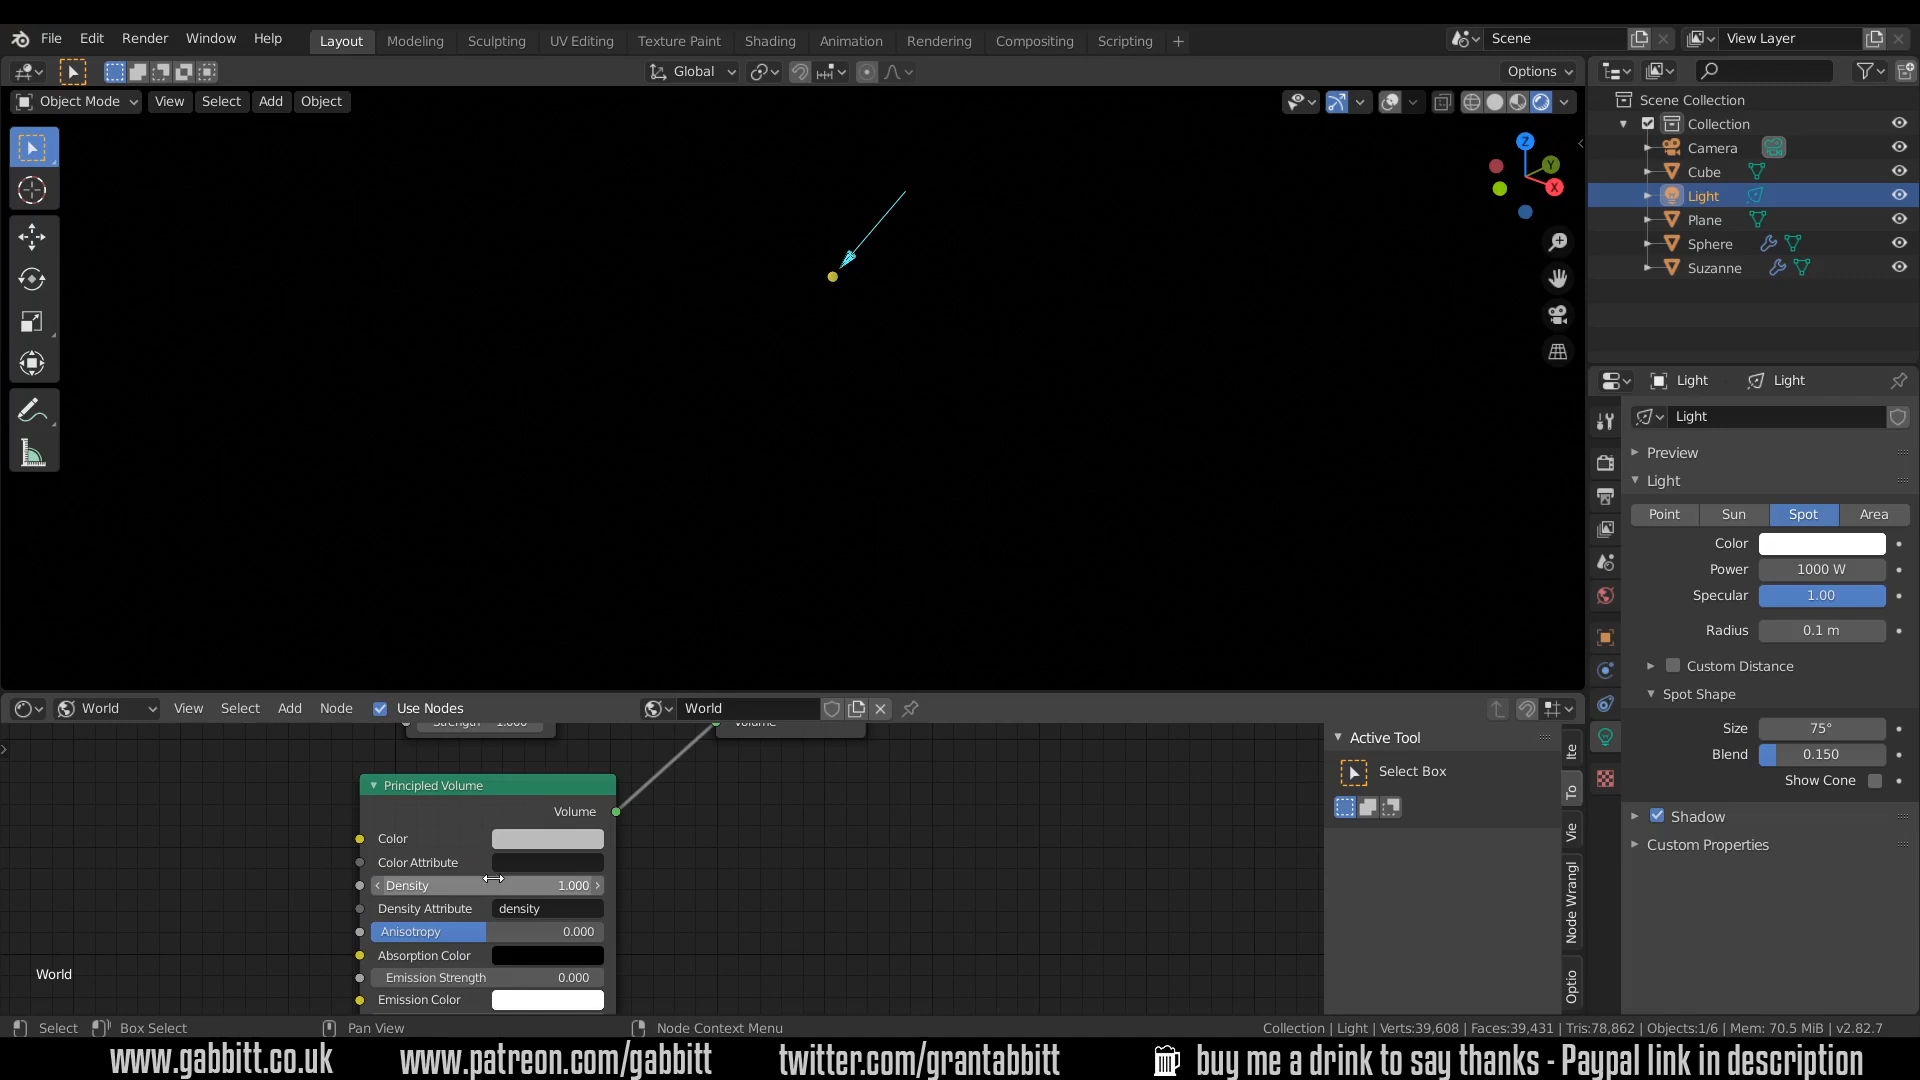 File Edit Render Window Help Layout Modeling Sculpting UV Editing Texture Paint Shading Animation Rendering Compositing Scripting + Scene View Layer
Global Options
Object Mode View Select Add Object
Z Y X
Scene Collection
Collection
Camera
Cube
Light
Plane
Sphere
Suzanne
Light Light
Light
Preview
Light
Point Sun Spot Area
Color
Power 1000 W
Specular 1.00
Radius 0.1 m
Custom Distance
Spot Shape
Size 75°
Blend 0.150
Show Cone
Shadow
Custom Properties
World View Select Add Node Use Nodes World
Strength 1.000
Volume
Principled Volume
Volume
Color
Color Attribute
Density 1.000
Density Attribute density
Anisotropy 0.000
Absorption Color
Emission Strength 0.000
Emission Color
World
Active Tool
Select Box
Ite
To
Vie
Node Wrangl
Optio
Select Box Select Pan View Node Context Menu Collection | Light | Verts:39,608 | Faces:39,431 | Tris:78,862 | Objects:1/6 | Mem: 70.5 MiB | v2.82.7
www.gabbitt.co.uk www.patreon.com/gabbitt twitter.com/grantabbitt buy me a drink to say thanks - Paypal link in description